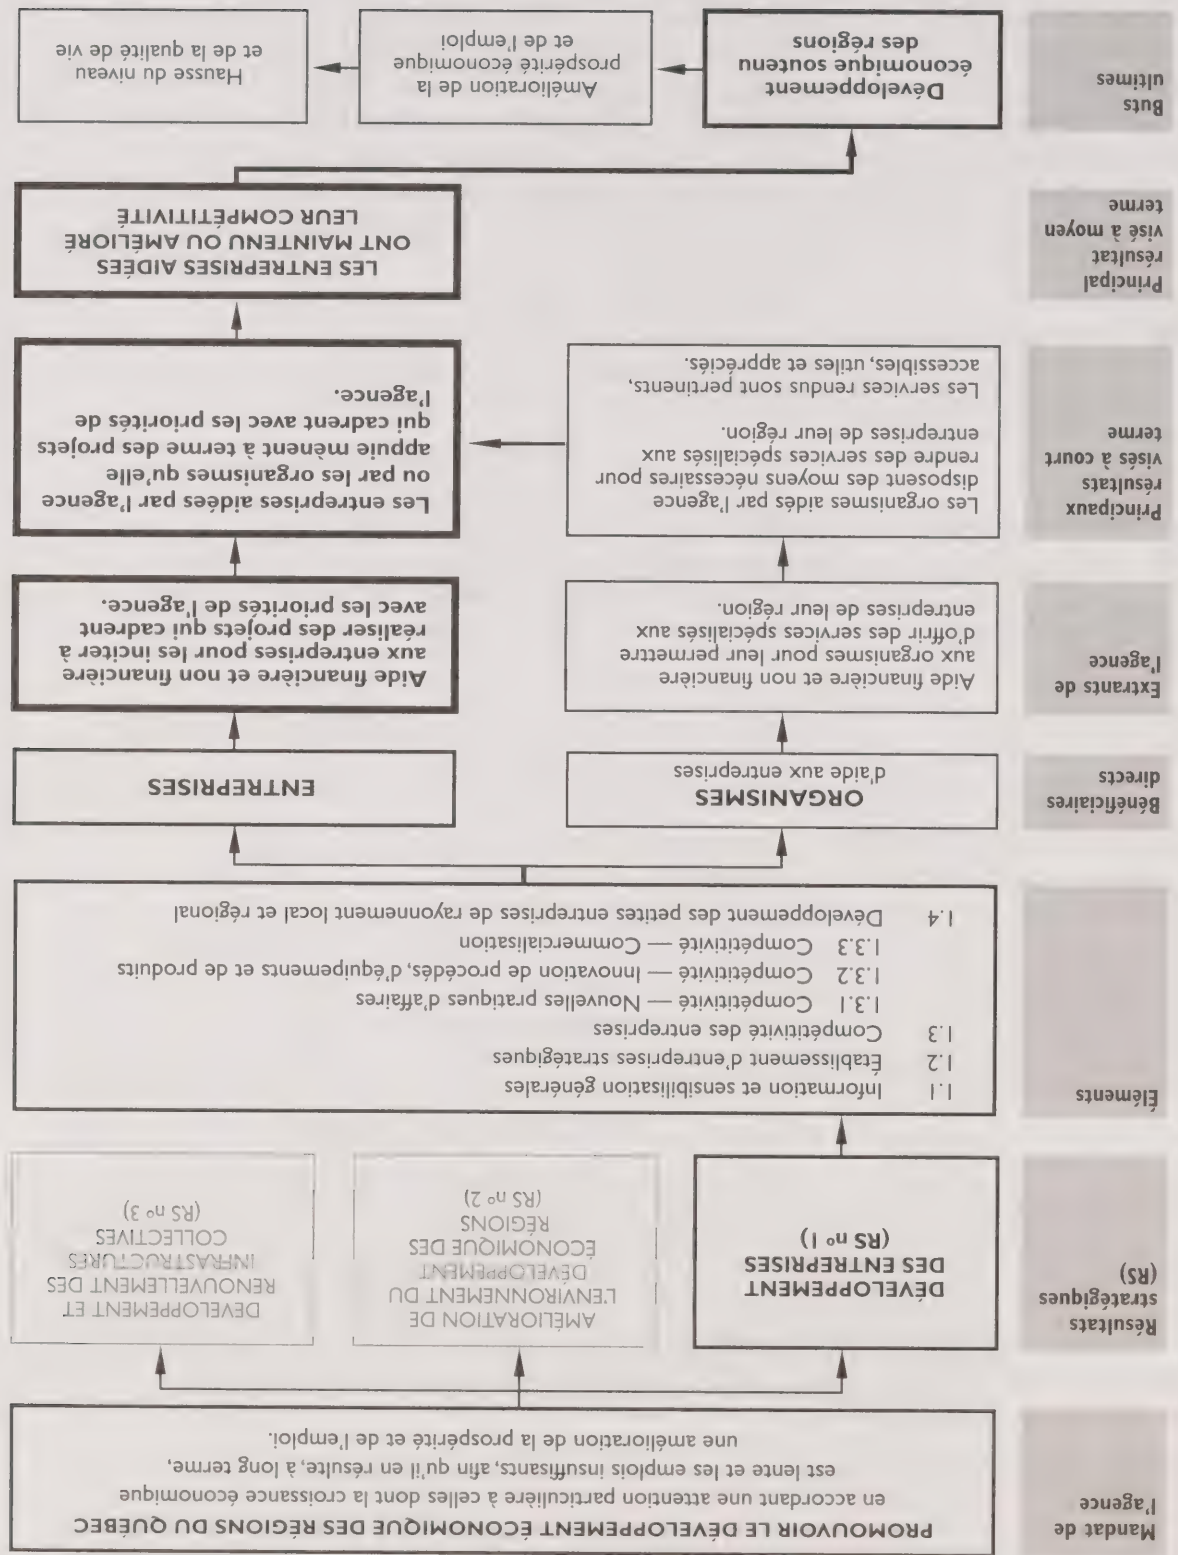 Mandat de
l'agence
PROMOUVOIR LE DÉVELOPPEMENT ÉCONOMIQUE DES RÉGIONS DU QUÉBEC
en accordant une attention particulière à celles dont la croissance économique
est lente et les emplois insuffisants, afin qu'il en résulte, à long terme,
une amélioration de la prospérité et de l'emploi.
Résultats
stratégiques
(RS)
DÉVELOPPEMENT
DES ENTREPRISES
(RS nº 1)
AMÉLIORATION DE
L'ENVIRONNEMENT DU
DÉVELOPPEMENT
ÉCONOMIQUE DES
RÉGIONS
(RS nº 2)
DÉVELOPPEMENT ET
RENOUVELLEMENT DES
INFRASTRUCTURES
COLLECTIVES
(RS nº 3)
Éléments
1.1 Information et sensibilisation générales
1.2 Établissement d'entreprises stratégiques
1.3 Compétitivité des entreprises
1.3.1 Compétitivité — Nouvelles pratiques d'affaires
1.3.2 Compétitivité — Innovation de procédés, d'équipements et de produits
1.3.3 Compétitivité — Commercialisation
1.4 Développement des petites entreprises de rayonnement local et régional
Bénéficiaires
directs
ORGANISMES
d'aide aux entreprises
ENTREPRISES
Extrants de
l'agence
Aide financière et non financière
aux organismes pour leur permettre
d'offrir des services spécialisés aux
entreprises de leur région.
Aide financière et non financière
aux entreprises pour les inciter à
réaliser des projets qui cadrent
avec les priorités de l'agence.
Principaux
résultats
visés à court
terme
Les organismes aidés par l'agence
disposent des moyens nécessaires pour
rendre des services spécialisés aux
entreprises de leur région.
Les services rendus sont pertinents,
accessibles, utiles et appréciés.
Les entreprises aidées par l'agence
ou par les organismes qu'elle
appuie mènent à terme des projets
qui cadrent avec les priorités de
l'agence.
Principal
résultat
visé à moyen
terme
LES ENTREPRISES AIDÉES
ONT MAINTENU OU AMÉLIORÉ
LEUR COMPÉTITIVITÉ
Buts
ultimes
Développement
économique soutenu
des régions
Amélioration de la
prospérité économique
et de l'emploi
Hausse du niveau
et de la qualité de vie